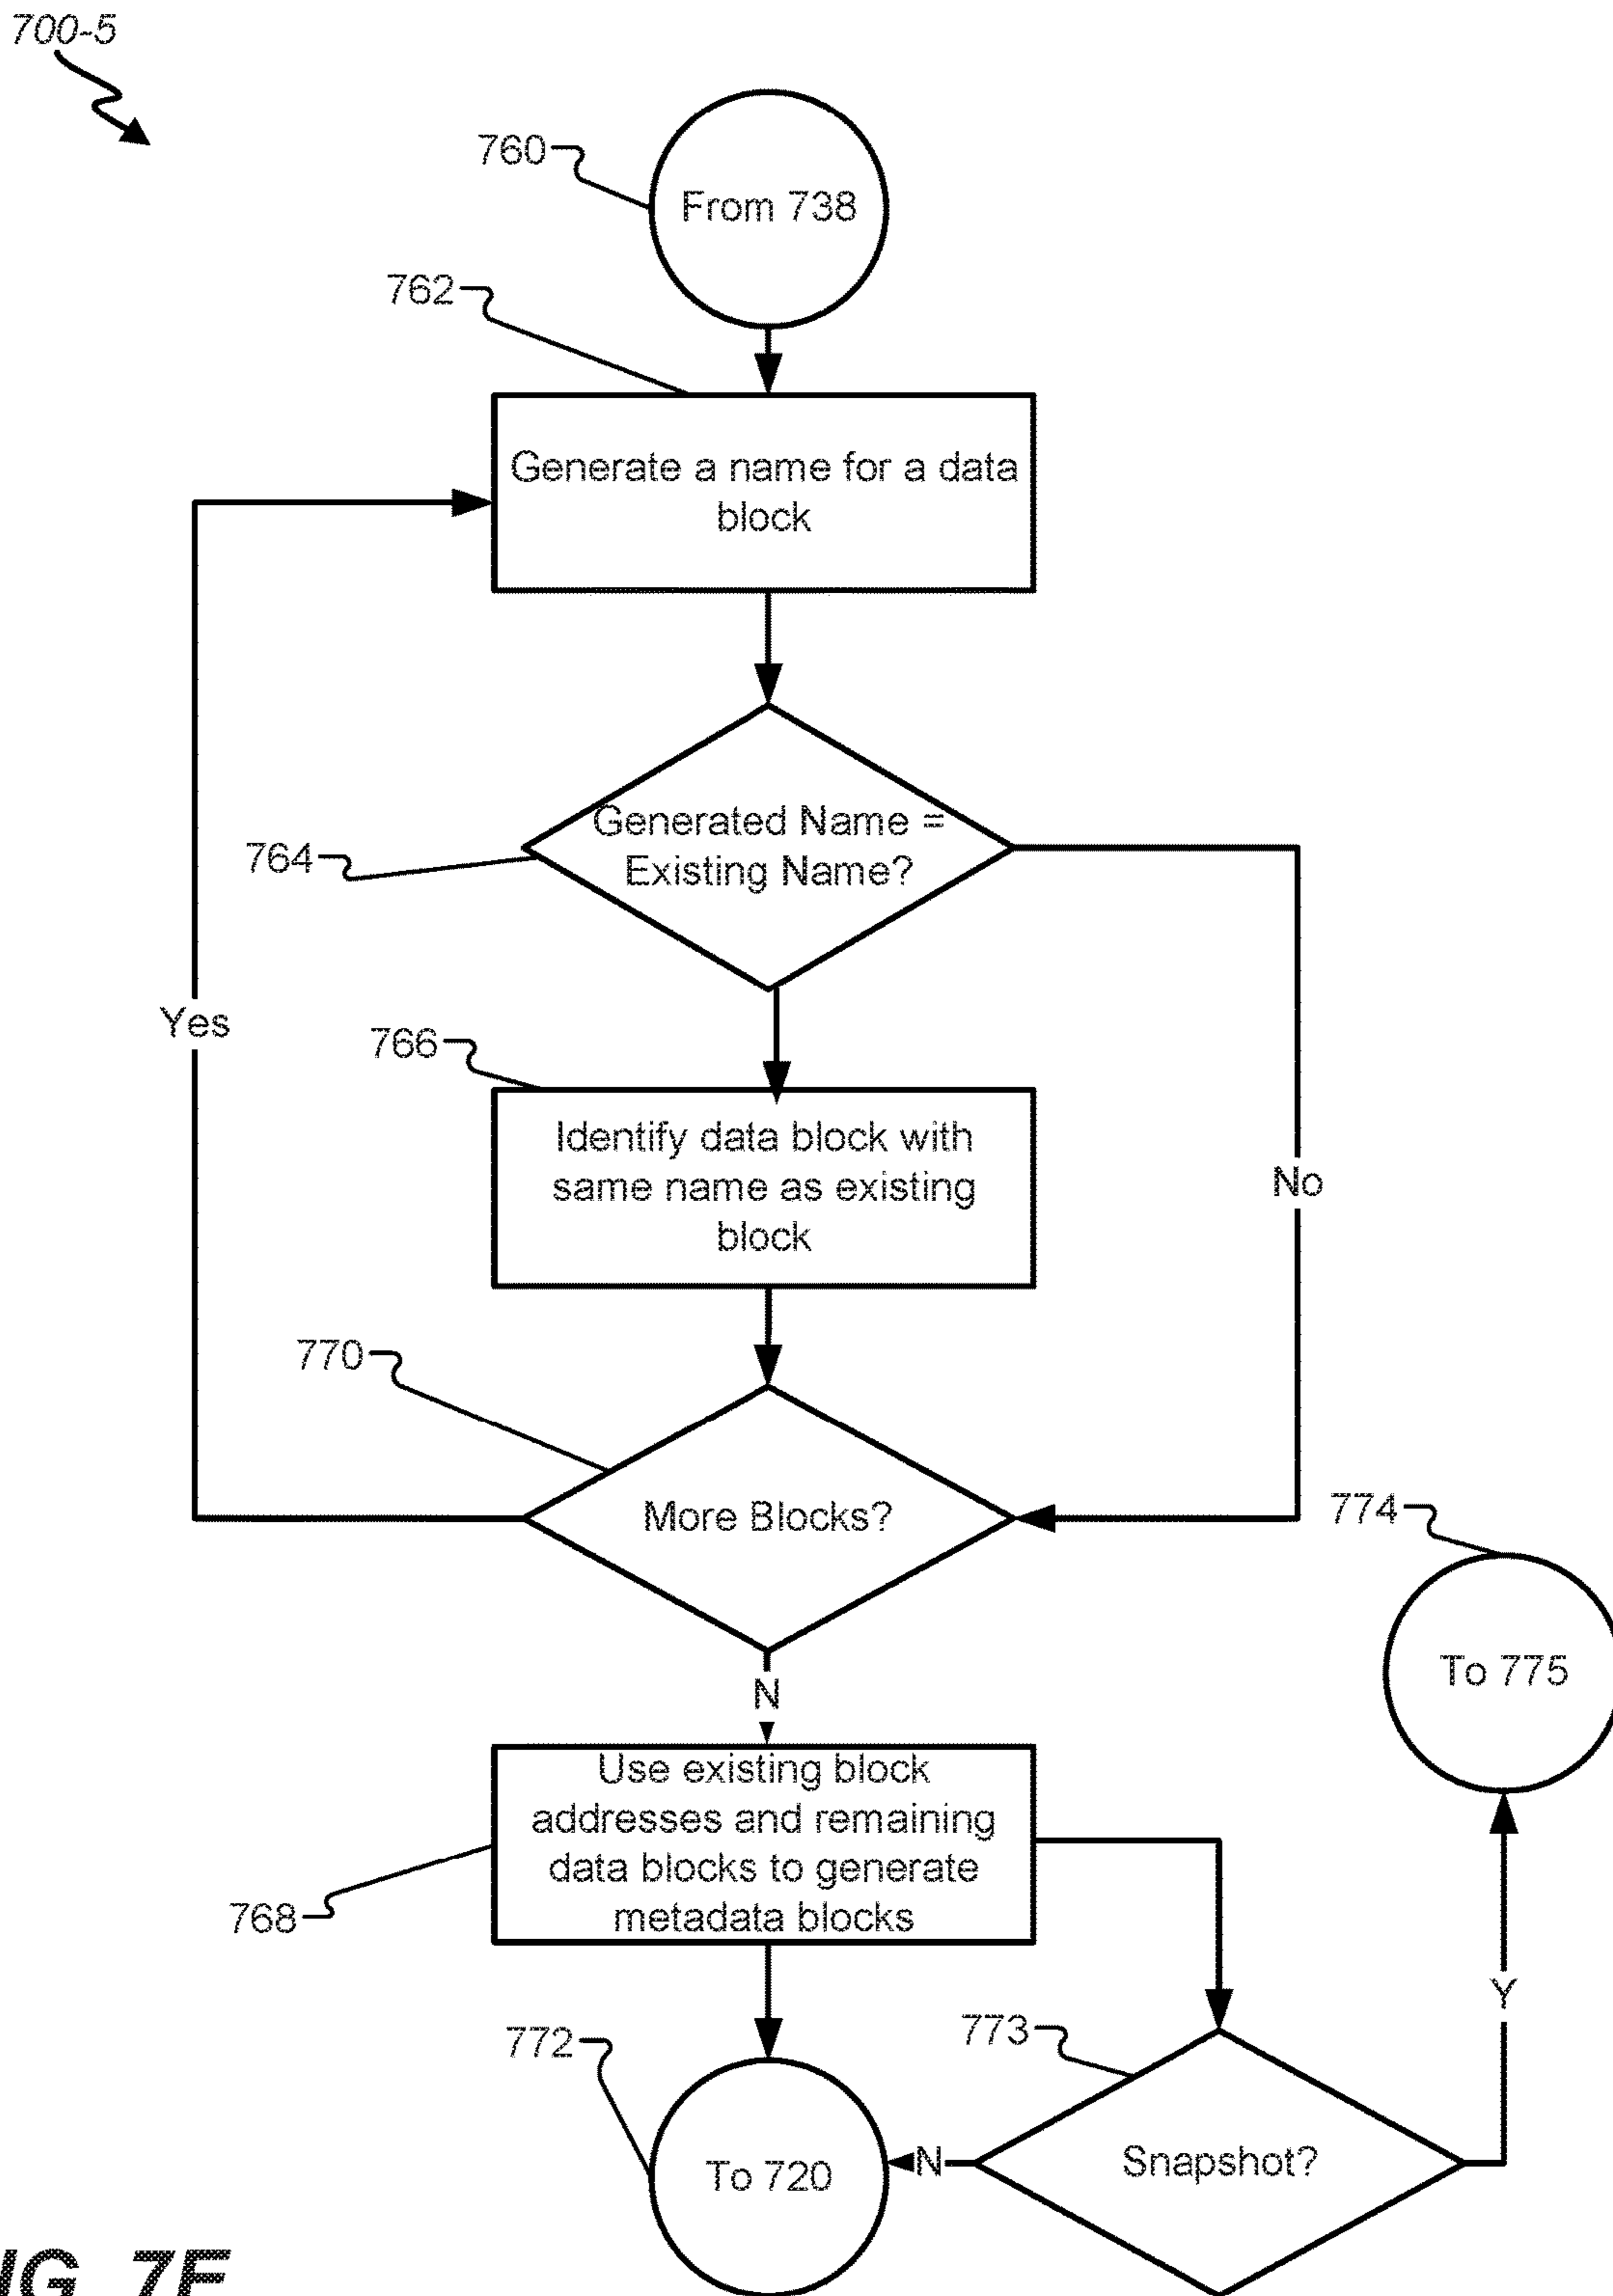 700-5
760
From 738
762
Generate a name for a data
block
764
Generated Name =
Existing Name?
Yes
766
Identify data block with
same name as existing
block
No
770
More Blocks?
774
To 775
N
Use existing block
addresses and remaining
data blocks to generate
metadata blocks
768
Y
772
773
To 720
N
Snapshot?